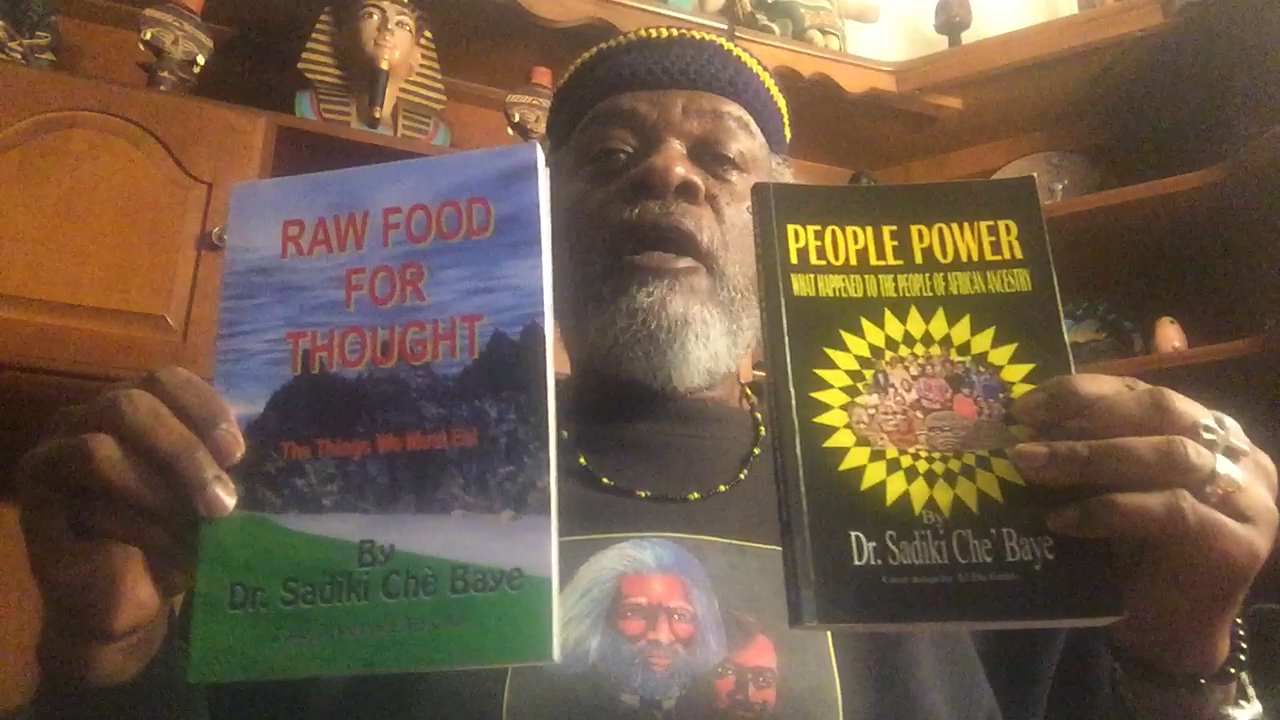 RAW FOOD
FOR
THOUGHT
The Things We Must Eat
By
Dr. Sadiki Chè Baye
PEOPLE POWER
WHAT HAPPENED TO THE PEOPLE OF AFRICAN ANCESTRY
By
Dr. Sadiki Che' Baye